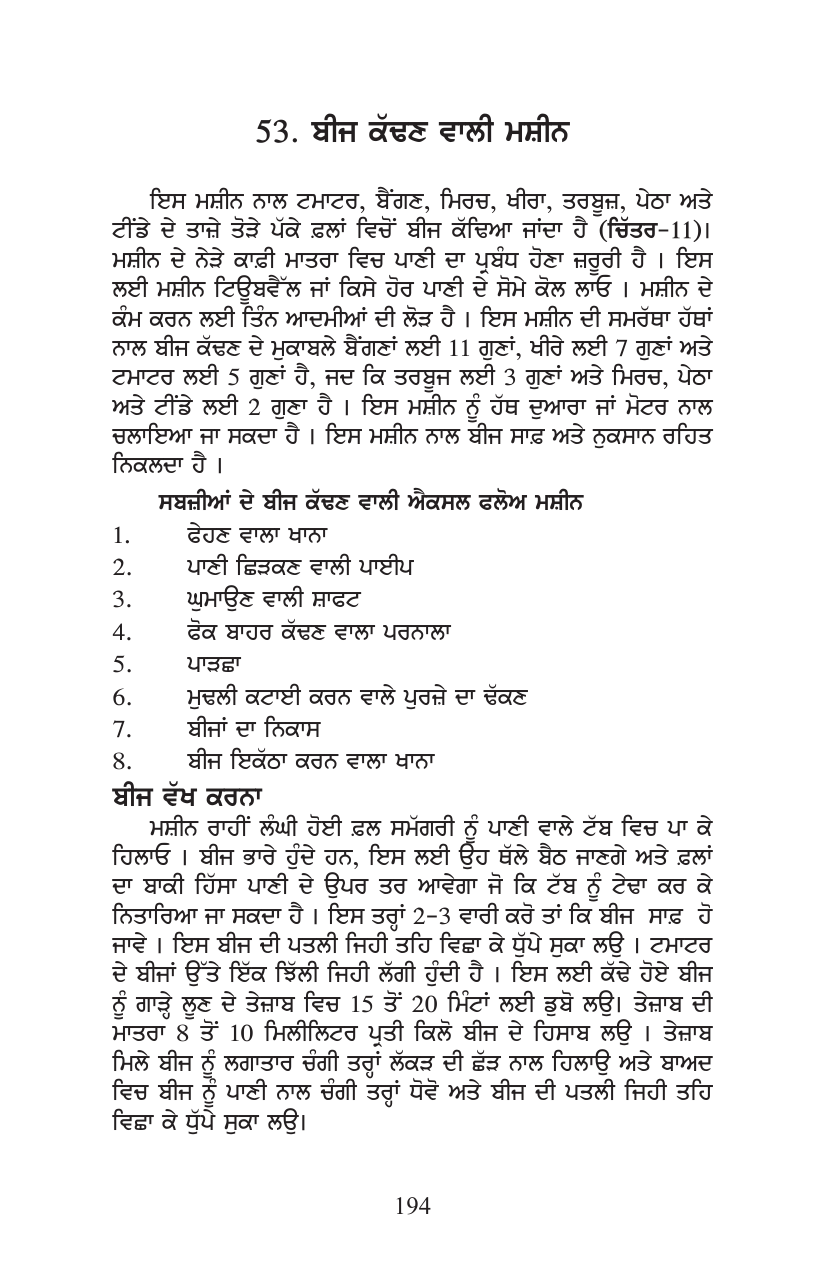 53. ਬੀਜ ਕੱਢਣ ਵਾਲੀ ਮਸ਼ੀਨ
ਇਸ ਮਸ਼ੀਨ ਨਾਲ ਟਮਾਟਰ, ਬੈਂਗਣ, ਮਿਰਚ, ਖੀਰਾ, ਤਰਬੂਜ਼, ਪੇਠਾ ਅਤੇ
ਟੀਂਡੇ ਦੇ ਤਾਜ਼ੇ ਤੋੜੇ ਪੱਕੇ ਫ਼ਲਾਂ ਵਿਚੋਂ ਬੀਜ ਕੱਢਿਆ ਜਾਂਦਾ ਹੈ (ਚਿੱਤਰ-11)।
ਮਸ਼ੀਨ ਦੇ ਨੇੜੇ ਕਾਫ਼ੀ ਮਾਤਰਾ ਵਿਚ ਪਾਣੀ ਦਾ ਪ੍ਰਬੰਧ ਹੋਣਾ ਜ਼ਰੂਰੀ ਹੈ । ਇਸ
ਲਈ ਮਸ਼ੀਨ ਟਿਊਬਵੈੱਲ ਜਾਂ ਕਿਸੇ ਹੋਰ ਪਾਣੀ ਦੇ ਸੋਮੇ ਕੋਲ ਲਾਓ । ਮਸ਼ੀਨ ਦੇ
ਕੰਮ ਕਰਨ ਲਈ ਤਿੰਨ ਆਦਮੀਆਂ ਦੀ ਲੋੜ ਹੈ । ਇਸ ਮਸ਼ੀਨ ਦੀ ਸਮਰੱਥਾ ਹੱਥਾਂ
ਨਾਲ ਬੀਜ ਕੱਢਣ ਦੇ ਮੁਕਾਬਲੇ ਬੈਂਗਣਾਂ ਲਈ 11 ਗੁਣਾਂ, ਖੀਰੇ ਲਈ 7 ਗੁਣਾਂ ਅਤੇ
ਟਮਾਟਰ ਲਈ 5 ਗੁਣਾਂ ਹੈ, ਜਦ ਕਿ ਤਰਬੂਜ ਲਈ 3 ਗੁਣਾਂ ਅਤੇ ਮਿਰਚ, ਪੇਠਾ
ਅਤੇ ਟੀਂਡੇ ਲਈ 2 ਗੁਣਾ ਹੈ । ਇਸ ਮਸ਼ੀਨ ਨੂੰ ਹੱਥ ਦੁਆਰਾ ਜਾਂ ਮੋਟਰ ਨਾਲ
ਚਲਾਇਆ ਜਾ ਸਕਦਾ ਹੈ । ਇਸ ਮਸ਼ੀਨ ਨਾਲ ਬੀਜ ਸਾਫ਼ ਅਤੇ ਨੁਕਸਾਨ ਰਹਿਤ
ਨਿਕਲਦਾ ਹੈ ।
ਸਬਜ਼ੀਆਂ ਦੇ ਬੀਜ ਕੱਢਣ ਵਾਲੀ ਐਕਸਲ ਫਲੋਅ ਮਸ਼ੀਨ
1. ਫੇਹਣ ਵਾਲਾ ਖਾਨਾ
2. ਪਾਣੀ ਛਿੜਕਣ ਵਾਲੀ ਪਾਈਪ
3. ਘੁਮਾਉਣ ਵਾਲੀ ਸ਼ਾਫਟ
4. ਫੋਕ ਬਾਹਰ ਕੱਢਣ ਵਾਲਾ ਪਰਨਾਲਾ
5. ਪਾੜਛਾ
6. ਮੁਢਲੀ ਕਟਾਈ ਕਰਨ ਵਾਲੇ ਪੁਰਜ਼ੇ ਦਾ ਢੱਕਣ
7. ਬੀਜਾਂ ਦਾ ਨਿਕਾਸ
8. ਬੀਜ ਇਕੱਠਾ ਕਰਨ ਵਾਲਾ ਖਾਨਾ
ਬੀਜ ਵੱਖ ਕਰਨਾ
ਮਸ਼ੀਨ ਰਾਹੀਂ ਲੰਘੀ ਹੋਈ ਫ਼ਲ ਸਮੱਗਰੀ ਨੂੰ ਪਾਣੀ ਵਾਲੇ ਟੱਬ ਵਿਚ ਪਾ ਕੇ
ਹਿਲਾਓ । ਬੀਜ ਭਾਰੇ ਹੁੰਦੇ ਹਨ, ਇਸ ਲਈ ਉਹ ਥੱਲੇ ਬੈਠ ਜਾਣਗੇ ਅਤੇ ਫ਼ਲਾਂ
ਦਾ ਬਾਕੀ ਹਿੱਸਾ ਪਾਣੀ ਦੇ ਉਪਰ ਤਰ ਆਵੇਗਾ ਜੋ ਕਿ ਟੱਬ ਨੂੰ ਟੇਢਾ ਕਰ ਕੇ
ਨਿਤਾਰਿਆ ਜਾ ਸਕਦਾ ਹੈ । ਇਸ ਤਰ੍ਹਾਂ 2-3 ਵਾਰੀ ਕਰੋ ਤਾਂ ਕਿ ਬੀਜ ਸਾਫ਼ ਹੋ
ਜਾਵੇ । ਇਸ ਬੀਜ ਦੀ ਪਤਲੀ ਜਿਹੀ ਤਹਿ ਵਿਛਾ ਕੇ ਧੁੱਪੇ ਸੁਕਾ ਲਉ । ਟਮਾਟਰ
ਦੇ ਬੀਜਾਂ ਉੱਤੇ ਇੱਕ ਝਿੱਲੀ ਜਿਹੀ ਲੱਗੀ ਹੁੰਦੀ ਹੈ । ਇਸ ਲਈ ਕੱਢੇ ਹੋਏ ਬੀਜ
ਨੂੰ ਗਾੜ੍ਹੇ ਲੂਣ ਦੇ ਤੇਜ਼ਾਬ ਵਿਚ 15 ਤੋਂ 20 ਮਿੰਟਾਂ ਲਈ ਡੁਬੋ ਲਉ। ਤੇਜ਼ਾਬ ਦੀ
ਮਾਤਰਾ 8 ਤੋਂ 10 ਮਿਲੀਲਿਟਰ ਪ੍ਰਤੀ ਕਿਲੋ ਬੀਜ ਦੇ ਹਿਸਾਬ ਲਉ । ਤੇਜ਼ਾਬ
ਮਿਲੇ ਬੀਜ ਨੂੰ ਲਗਾਤਾਰ ਚੰਗੀ ਤਰ੍ਹਾਂ ਲੱਕੜ ਦੀ ਛੱੜ ਨਾਲ ਹਿਲਾਉ ਅਤੇ ਬਾਅਦ
ਵਿਚ ਬੀਜ ਨੂੰ ਪਾਣੀ ਨਾਲ ਚੰਗੀ ਤਰ੍ਹਾਂ ਧੋਵੋ ਅਤੇ ਬੀਜ ਦੀ ਪਤਲੀ ਜਿਹੀ ਤਹਿ
ਵਿਛਾ ਕੇ ਧੁੱਪੇ ਸੁਕਾ ਲਉ।
194